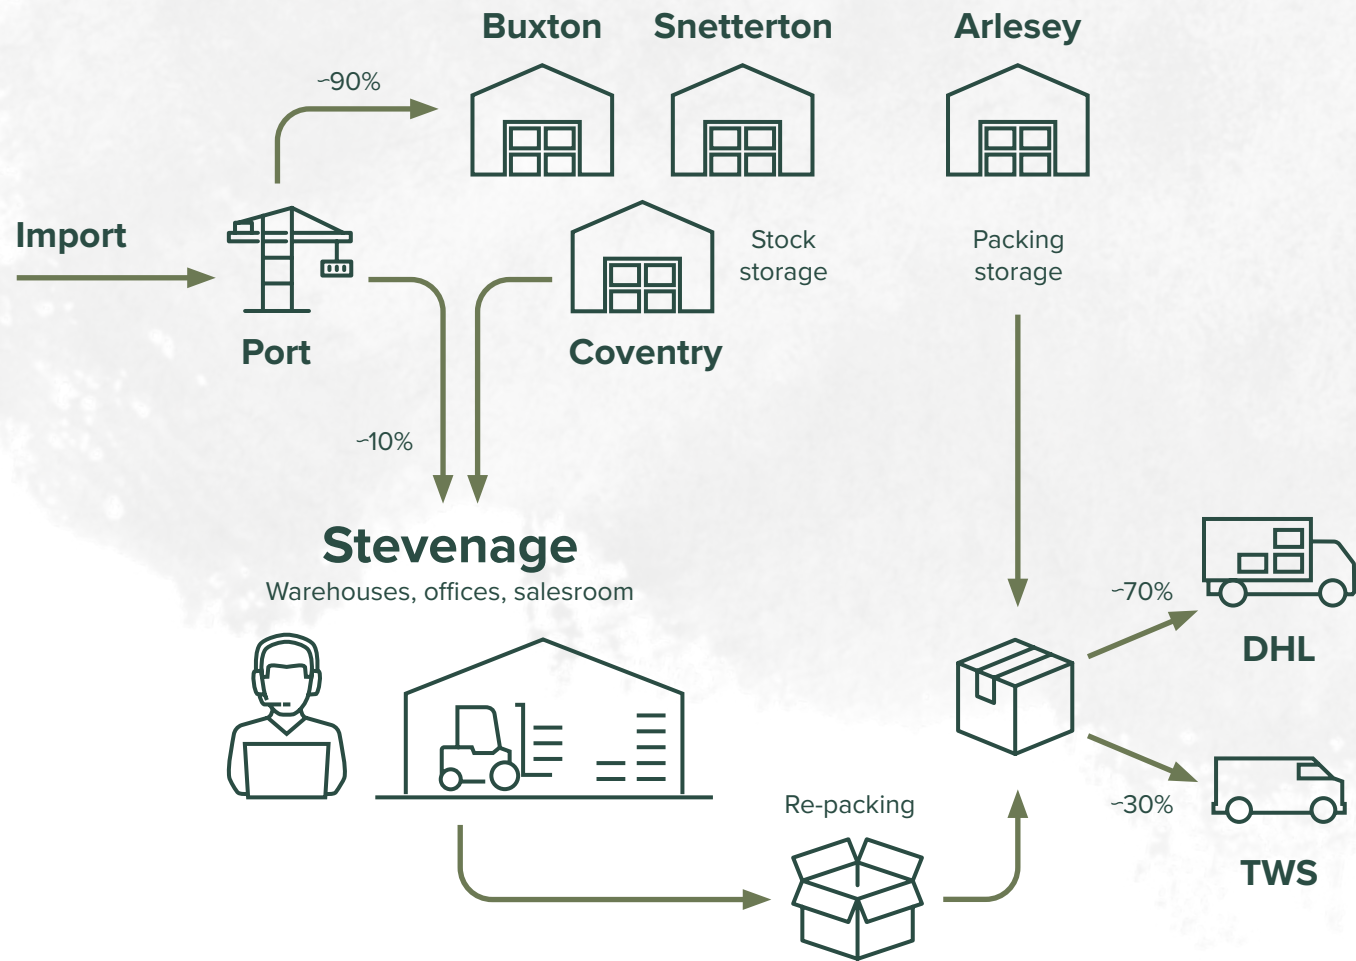 Buxton
Snetterton
Arlesey
~90%
Import
Stock
storage
Packing
storage
Port
Coventry
~10%
Stevenage
Warehouses, offices, salesroom
~70%
DHL
Re-packing
~30%
TWS